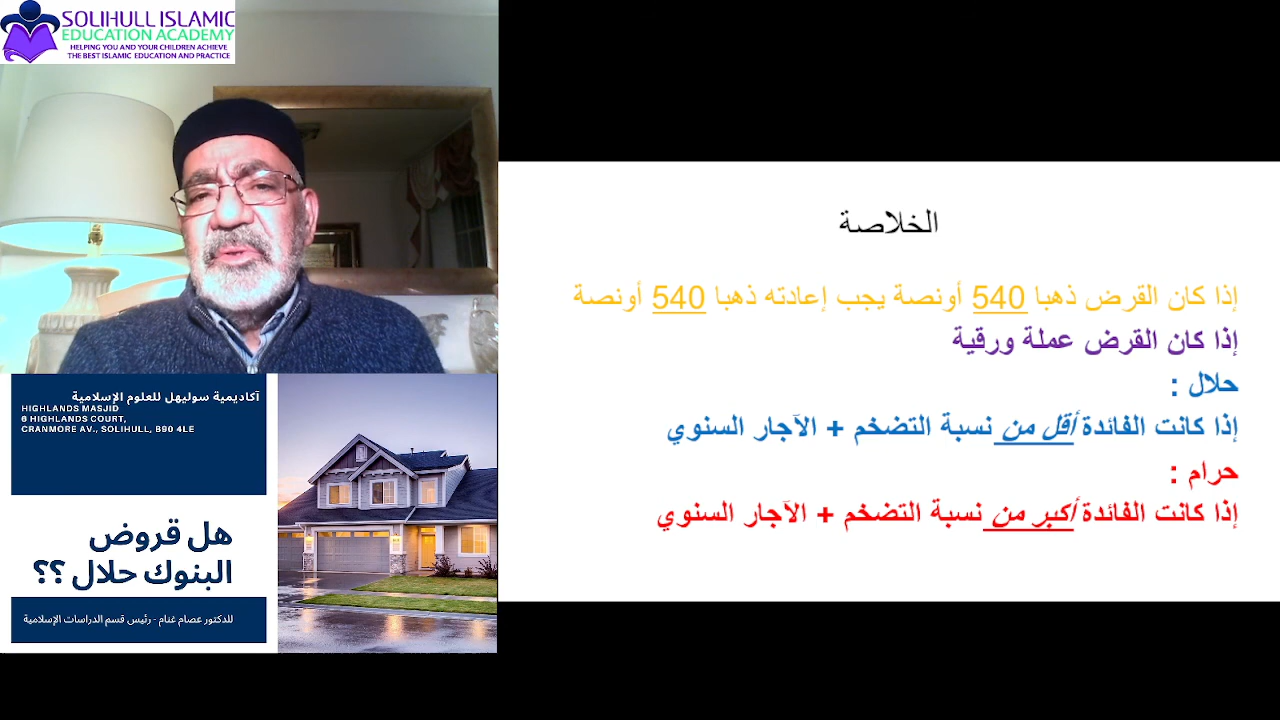 SOLIHULL ISLAMIC
EDUCATION ACADEMY
HELPING YOU AND YOUR CHILDREN ACHIEVE
THE BEST ISLAMIC EDUCATION AND PRACTICE
آكاديمية سوليهل للعلوم الإسلامية
HIGHLANDS MASJID
6 HIGHLANDS COURT,
CRANMORE AV., SOLIHULL, B90 4LE
هل قروض
البنوك حلال ؟؟
للدكتور عصام غنام - رئيس قسم الدراسات الإسلامية
الخلاصة
إذا كان القرض ذهبا 540 أونصة يجب إعادته ذهبا 540 أونصة
إذا كان القرض عملة ورقية
حلال :
إذا كانت الفائدة أقل من نسبة التضخم + الآجار السنوي
حرام :
إذا كانت الفائدة أكبر من نسبة التضخم + الآجار السنوي